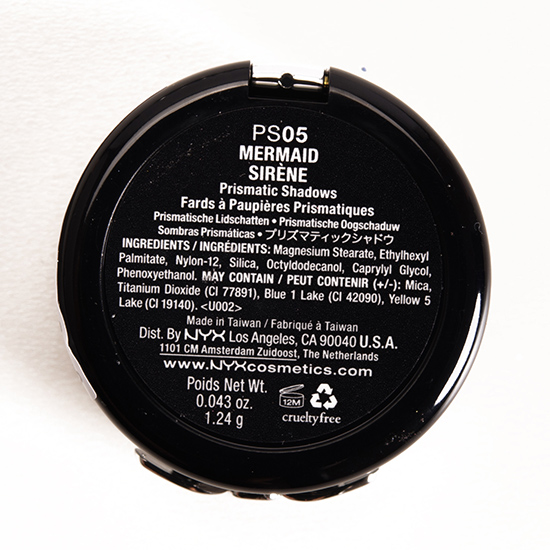 PS05
MERMAID
SIRÈNE
Prismatic Shadows
Fards à Paupières Prismatiques
Prismatische Lidschatten • Prismatische Oogschaduw
Sombras Prismáticas • プリズマティックシャドウ
INGREDIENTS / INGRÉDIENTS: Magnesium Stearate, Ethylhexyl
Palmitate, Nylon-12, Silica, Octyldodecanol, Caprylyl Glycol,
Phenoxyethanol. MAY CONTAIN / PEUT CONTENIR (+/-): Mica,
Titanium Dioxide (CI 77891), Blue 1 Lake (CI 42090), Yellow 5
Lake (CI 19140). <U002>
Made in Taiwan / Fabriqué à Taiwan
Dist. By NYX Los Angeles, CA 90040 U.S.A.
1101 CM Amsterdam Zuidoost, The Netherlands
www.NYXcosmetics.com
Poids Net Wt.
0.043 oz.
1.24 g
12M
crueltyfree